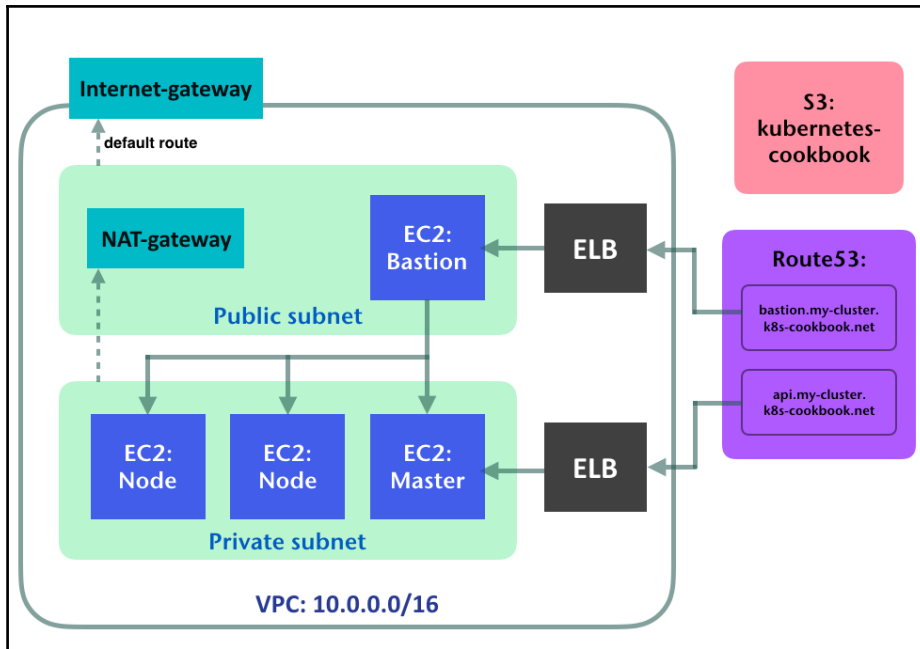 Internet-gateway
default route
S3:
kubernetes-
cookbook
NAT-gateway
EC2:
Bastion
ELB
Public subnet
Route53:
bastion.my-cluster.
k8s-cookbook.net
api.my-cluster.
k8s-cookbook.net
EC2:
Node
EC2:
Node
EC2:
Master
ELB
Private subnet
VPC: 10.0.0.0/16